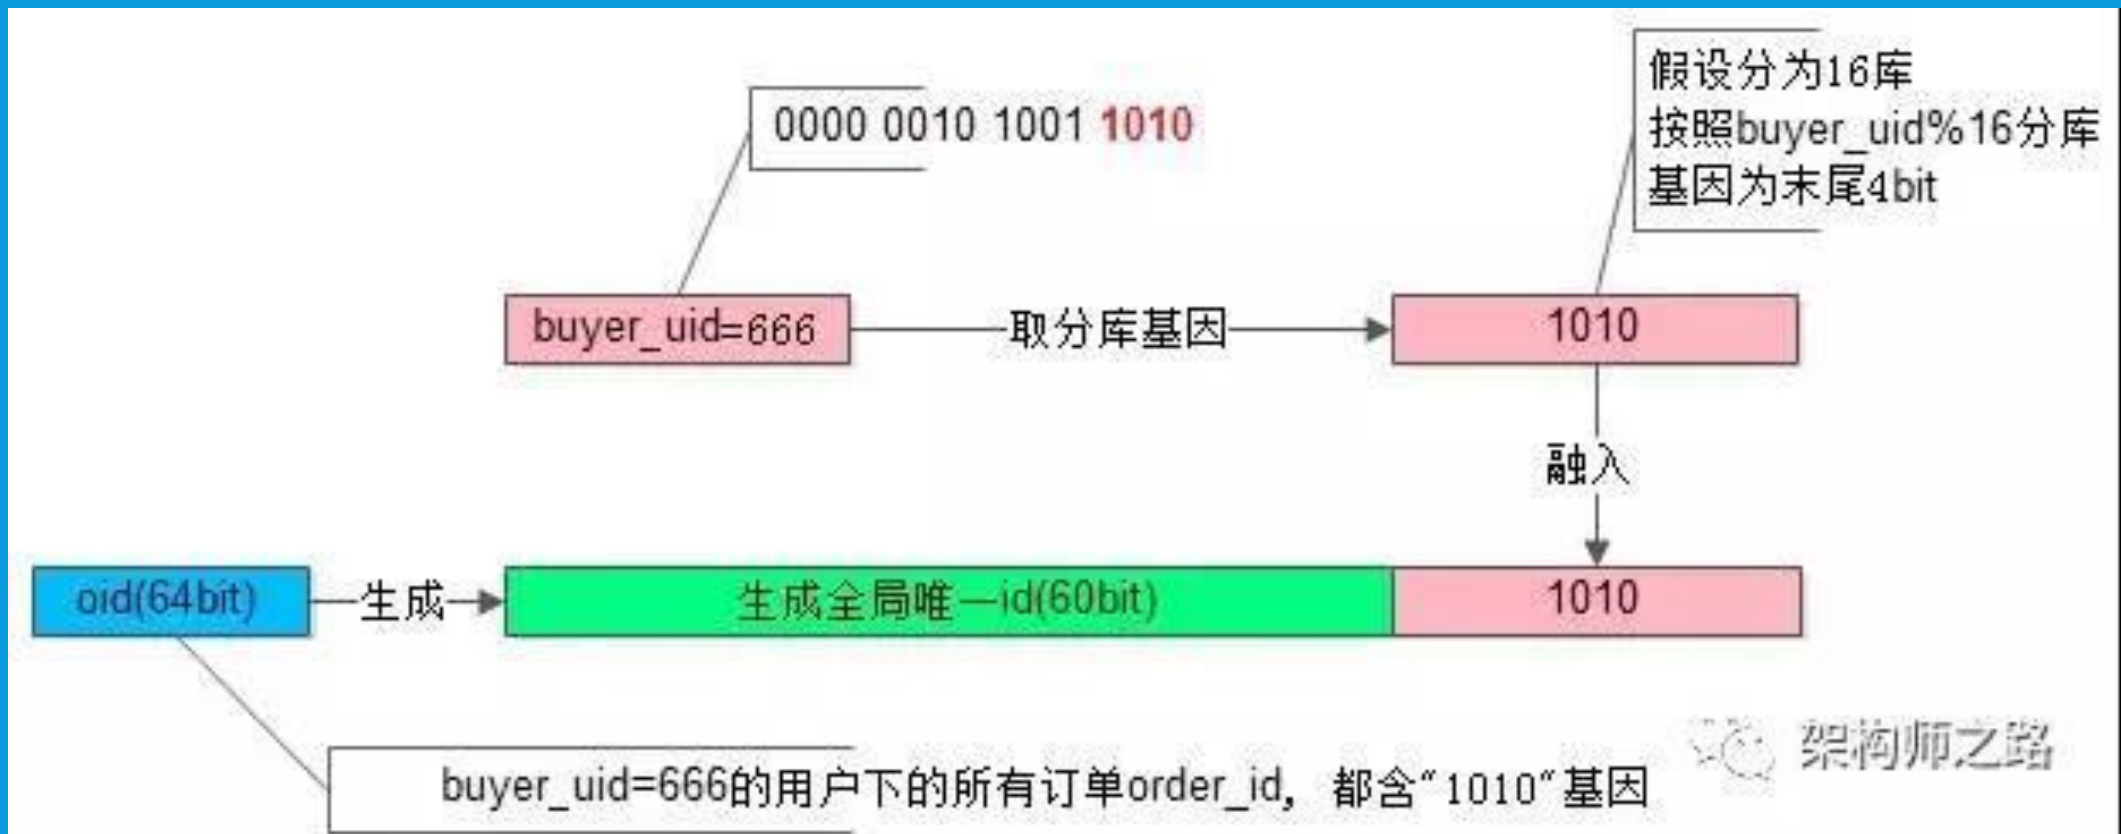 假设分为16库
按照buyer_uid%16分库
基因为末尾4bit
0000 0010 1001 1010
buyer_uid=666
取分库基因
1010
融入
oid(64bit)
生成
生成全局唯一id(60bit)
1010
buyer_uid=666的用户下的所有订单order_id, 都含“1010”基因
架构师之路